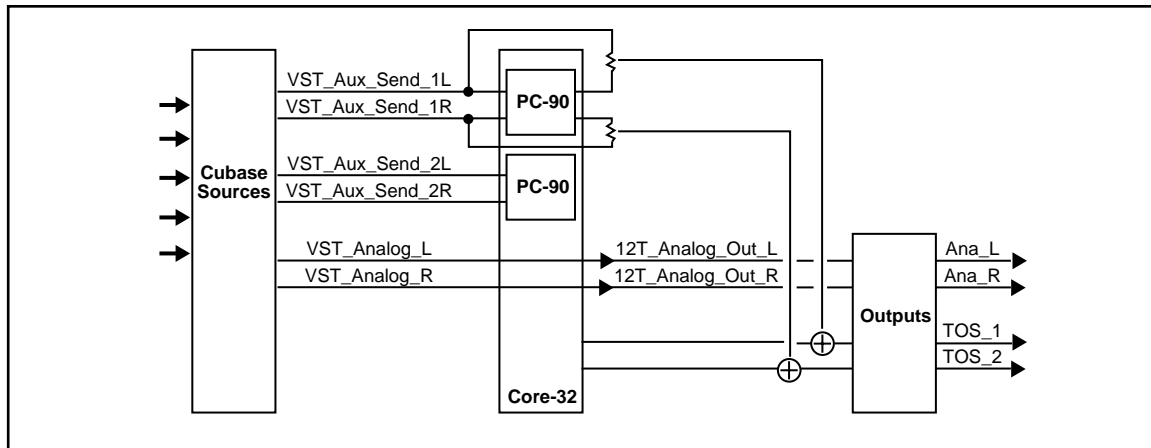 VST_Aux_Send_1L
VST_Aux_Send_1R
PC-90
Cubase
Sources
VST_Aux_Send_2L
VST_Aux_Send_2R
PC-90
VST_Analog_L
12T_Analog_Out_L
Ana_L
VST_Analog_R
12T_Analog_Out_R
Ana_R
Outputs
TOS_1
TOS_2
Core-32